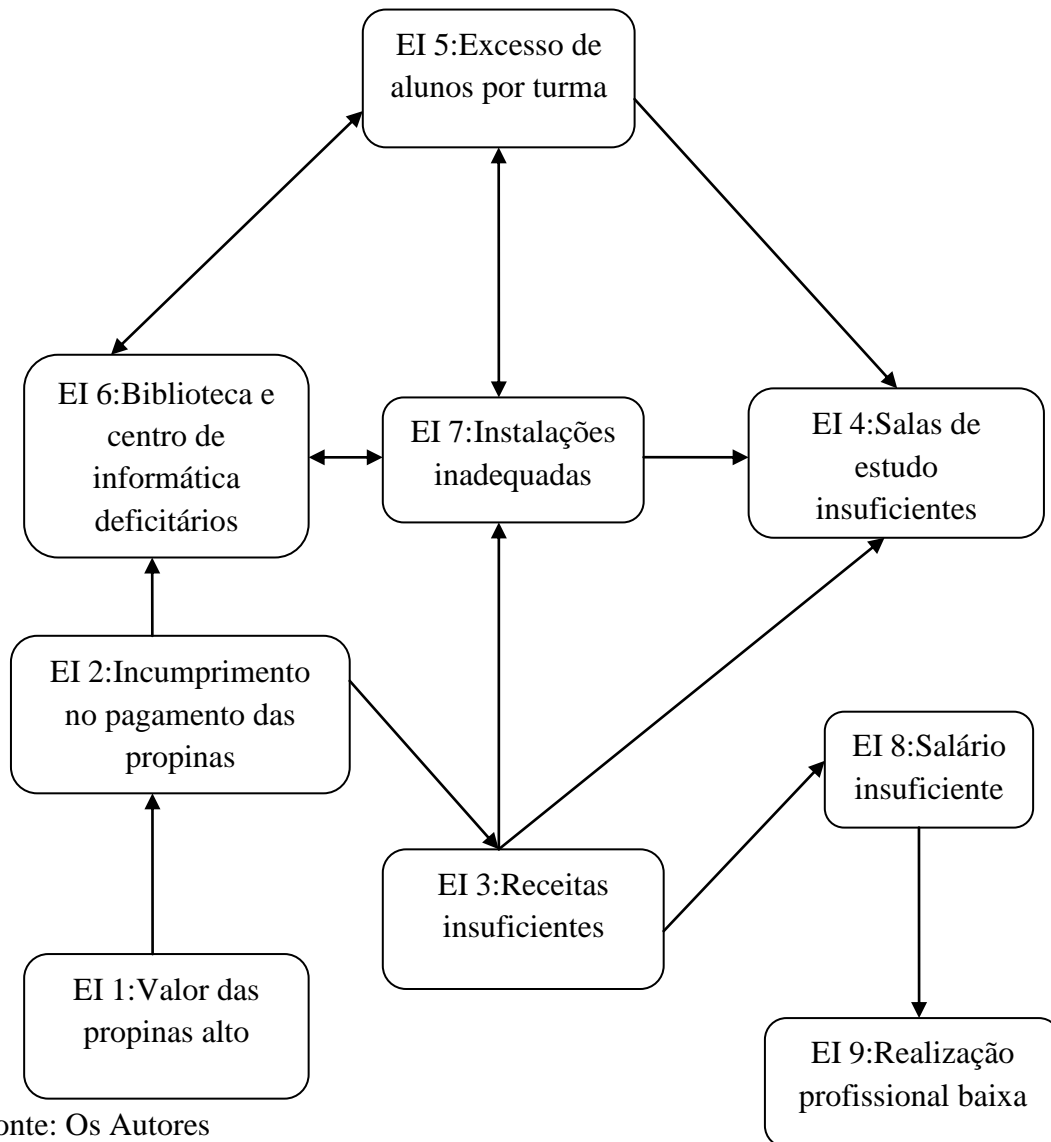 EI 5:Excesso de
alunos por turma
EI 6:Biblioteca e
centro de
informática
deficitários
EI 7:Instalações
inadequadas
EI 4:Salas de
estudo
insuficientes
EI 2:Incumprimento
no pagamento das
propinas
EI 8:Salário
insuficiente
EI 3:Receitas
insuficientes
EI 1:Valor das
propinas alto
EI 9:Realização
profissional baixa
onte: Os Autores